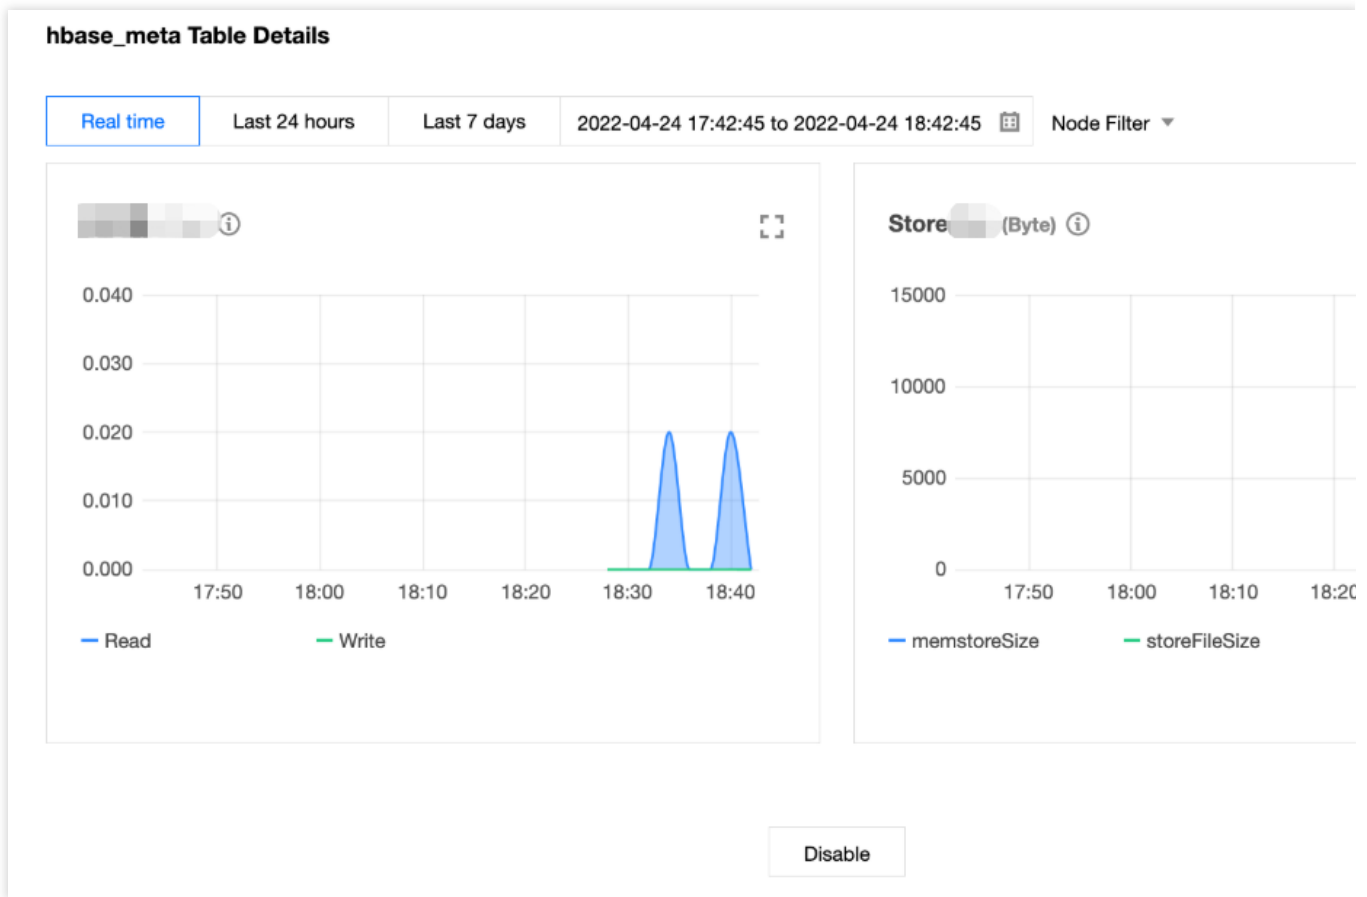 hbase_meta Table Details
Real time Last 24 hours Last 7 days 2022-04-24 17:42:45 to 2022-04-24 18:42:45 Node Filter
Store (Byte)
0.040
0.030
0.020
0.010
0.000
17:50 18:00 18:10 18:20 18:30 18:40
Read Write
15000
10000
5000
0
17:50 18:00 18:10 18:20
memstoreSize storeFileSize
Disable